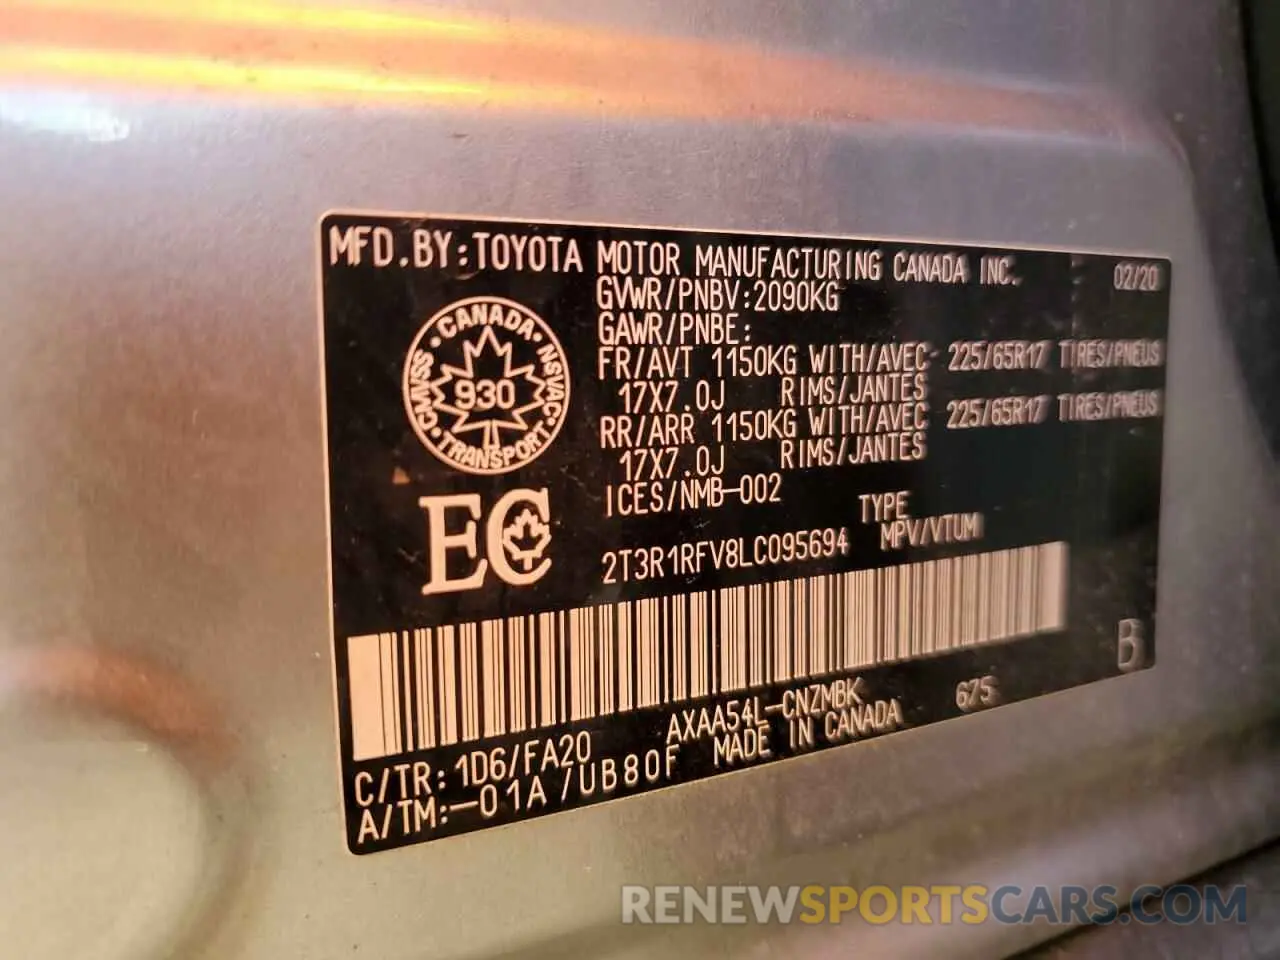 MFD.BY:TOYOTA MOTOR MANUFACTURING CANADA INC. 02/20
GVWR/PNBV:2090KG
GAWR/PNBE:
FR/AVT 1150KG WITH/AVEC 225/65R17 TIRES/PNEUS
17X7.0J RIMS/JANTES
RR/ARR 1150KG WITH/AVEC 225/65R17 TIRES/PNEUS
17X7.0J RIMS/JANTES
ICES/NMB-002
CANADA
CMVSS 930 NSVAC
TRANSPORT
EC
TYPE
2T3R1RFV8LC095694 MPV/VTUM
B
AXAA54L-CNZMBK 675
C/TR:1D6/FA20 MADE IN CANADA
A/TM:-01A /UB80F
RENEWSPORTSCARS.COM